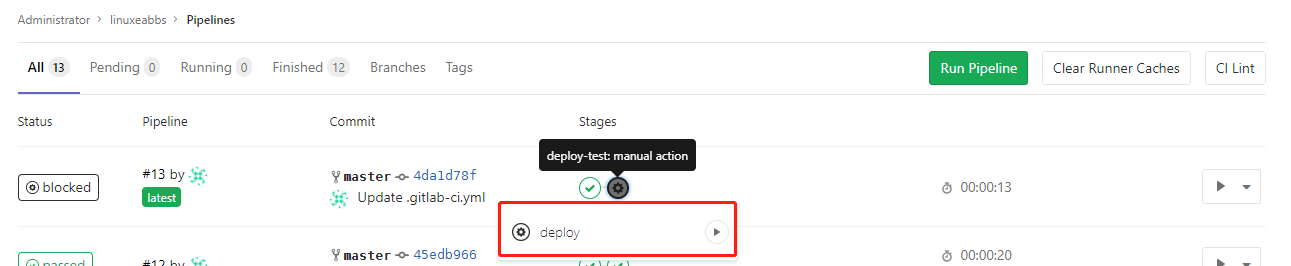 Administrator > linuxeabbs > Pipelines
All 13 Pending 0 Running 0 Finished 12 Branches Tags Run Pipeline Clear Runner Caches CI Lint
Status Pipeline Commit Stages
deploy-test: manual action
blocked #13 by master 4da1d78f 00:00:13
latest Update .gitlab-ci.yml
deploy
passed #12 by master 45edb966 00:00:20